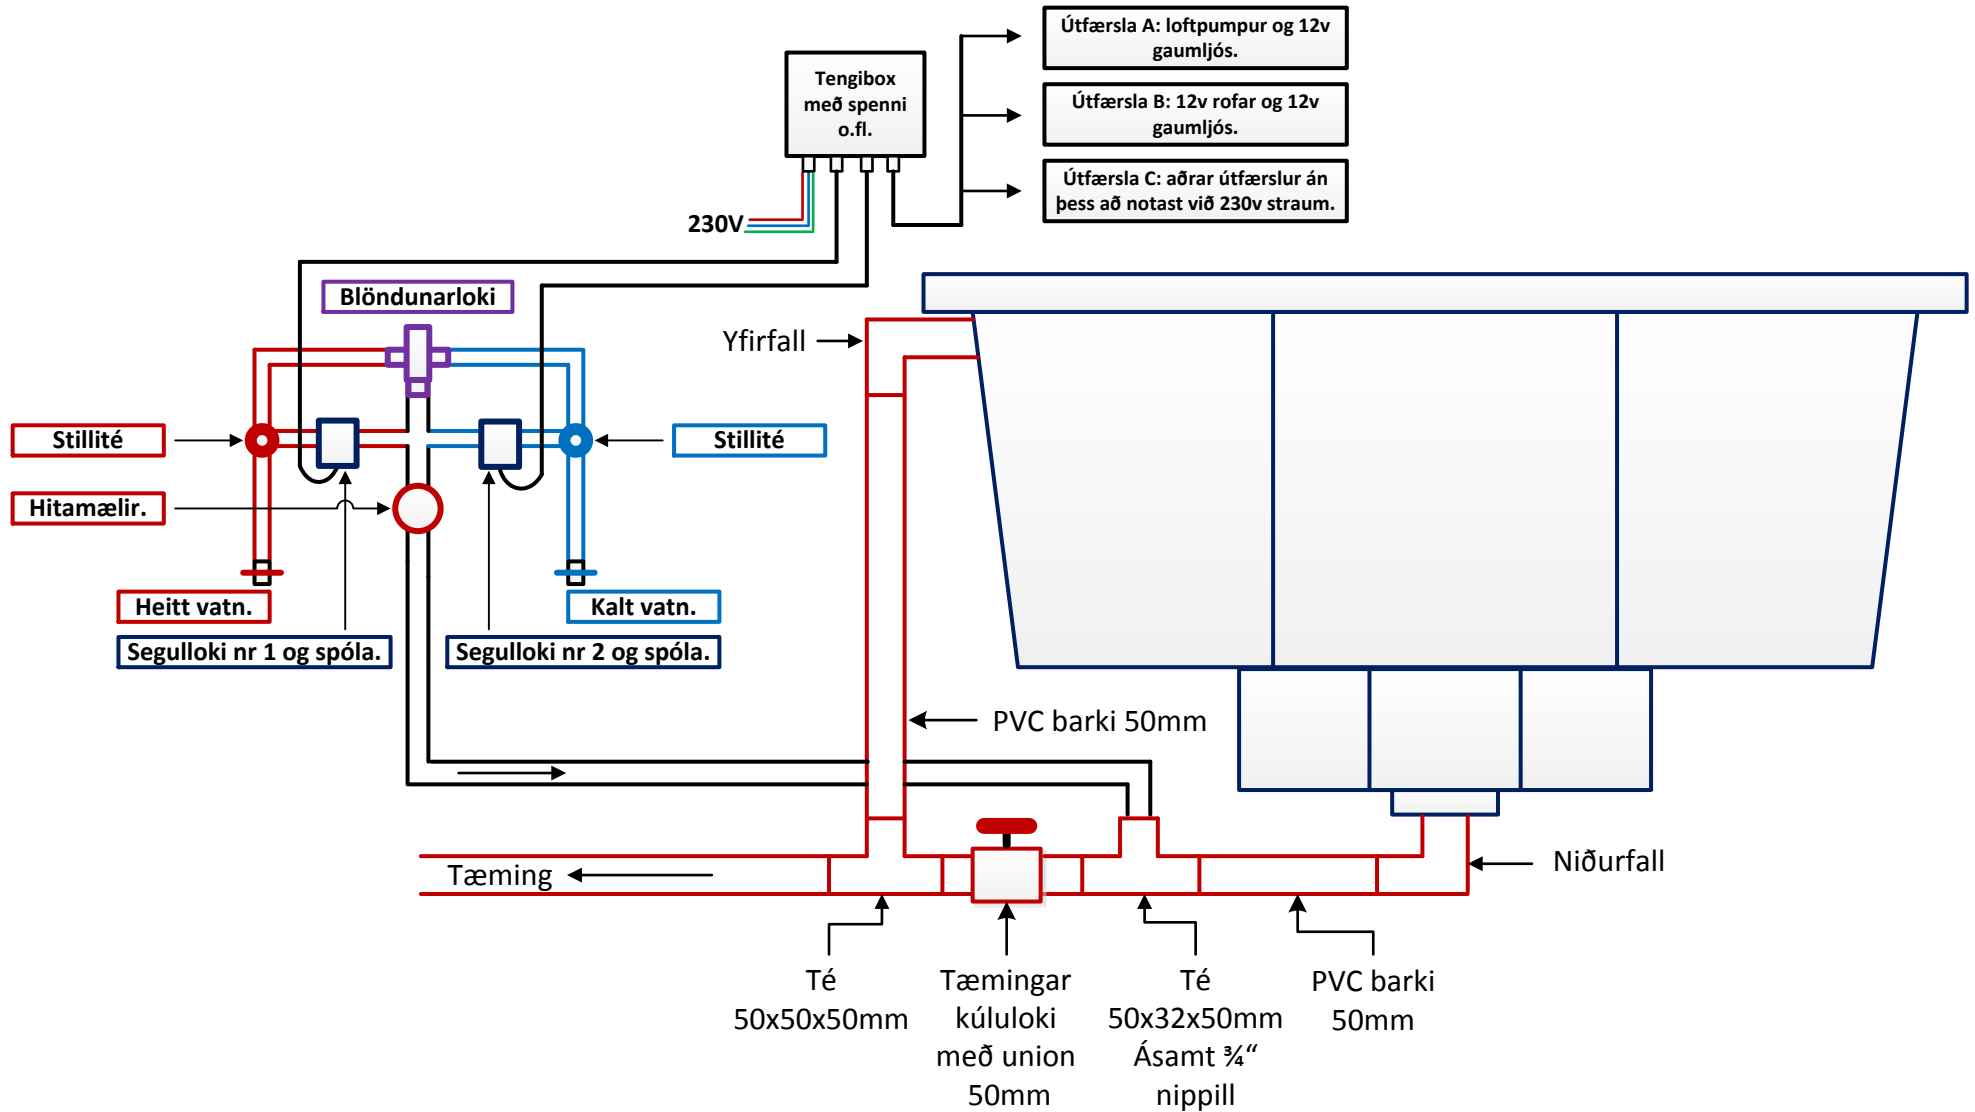 Útfærsla A: loftpumpur og 12v
gaumljós.
Tengibox
með spenni
o.fl.
Útfærsla B: 12v rofar og 12v
gaumljós.
Útfærsla C: aðrar útfærslur án
þess að notast við 230v straum.
230V
Blöndunarloki
Yfirfall
Stillité
Stillité
Hitamælir.
Heitt vatn.
Kalt vatn.
Segulloki nr 1 og spóla.
Segulloki nr 2 og spóla.
PVC barki 50mm
Tæming
Niðurfall
Té
50x50x50mm
Tæmingar
kúluloki
með union
50mm
Té
50x32x50mm
Ásamt ¾“
nippill
PVC barki
50mm